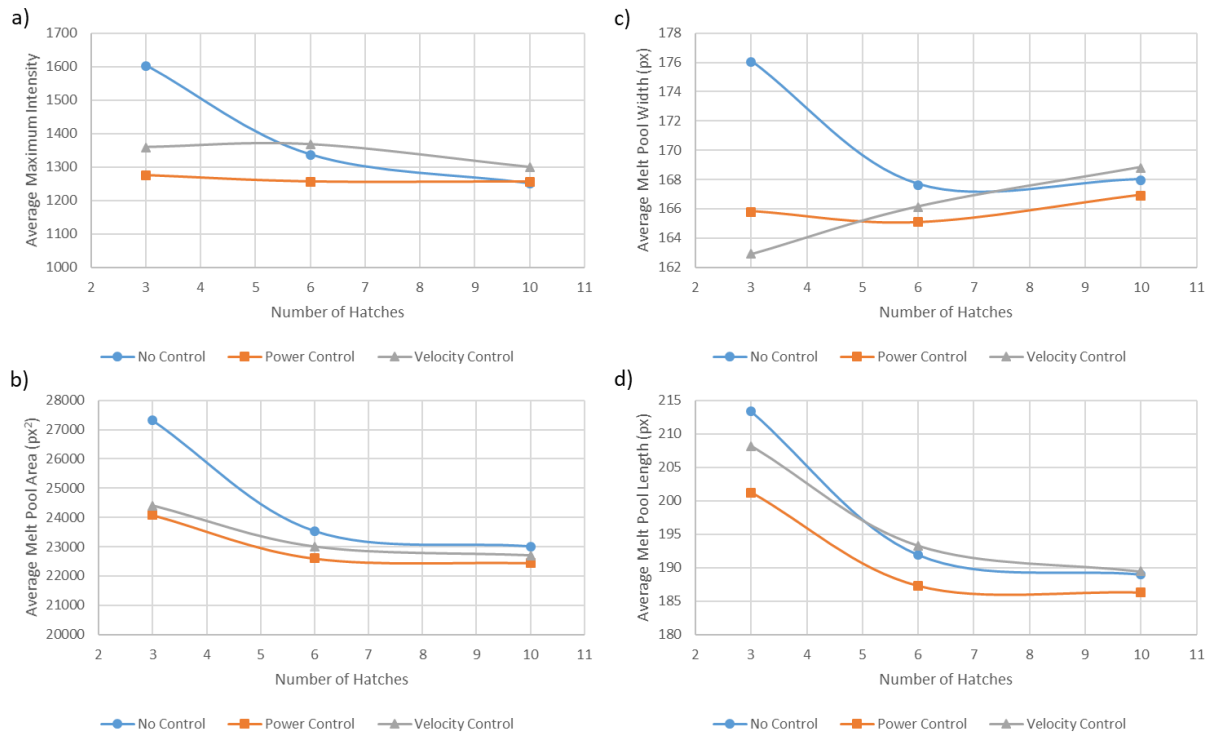 a)
Average Maximum Intensity
1700
1600
1500
1400
1300
1200
1100
1000
2 3 4 5 6 7 8 9 10 11
Number of Hatches
No Control Power Control Velocity Control
c)
Average Melt Pool Width (px)
178
176
174
172
170
168
166
164
162
2 3 4 5 6 7 8 9 10 11
Number of Hatches
No Control Power Control Velocity Control
b)
Average Melt Pool Area (px²)
28000
27000
26000
25000
24000
23000
22000
21000
20000
2 3 4 5 6 7 8 9 10 11
Number of Hatches
No Control Power Control Velocity Control
d)
Average Melt Pool Length (px)
215
210
205
200
195
190
185
180
2 3 4 5 6 7 8 9 10 11
Number of Hatches
No Control Power Control Velocity Control